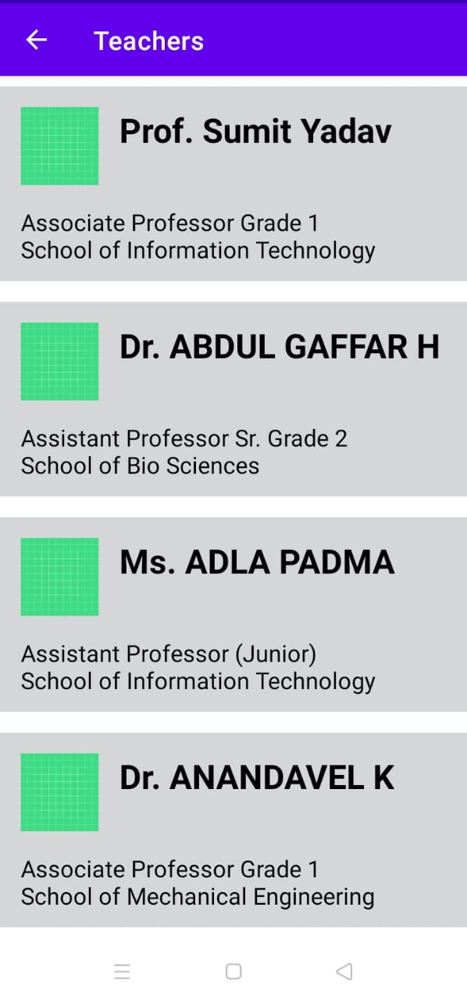 Teachers
Prof. Sumit Yadav
Associate Professor Grade 1
School of Information Technology
Dr. ABDUL GAFFAR H
Assistant Professor Sr. Grade 2
School of Bio Sciences
Ms. ADLA PADMA
Assistant Professor (Junior)
School of Information Technology
Dr. ANANDAVEL K
Associate Professor Grade 1
School of Mechanical Engineering